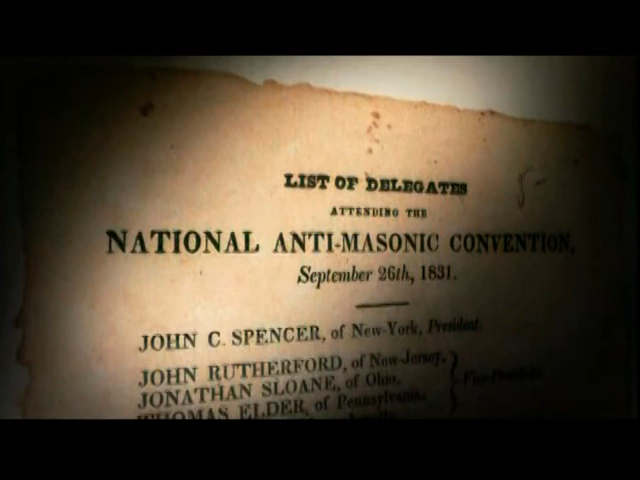 LIST OF DELEGATES
ATTENDING THE
NATIONAL ANTI-MASONIC CONVENTION,
September 26th, 1831.
JOHN C. SPENCER, of New-York, President.
JOHN RUTHERFORD, of New-Jersey,
JONATHAN SLOANE, of Ohio,
THOMAS ELDER, of Pennsylvania,